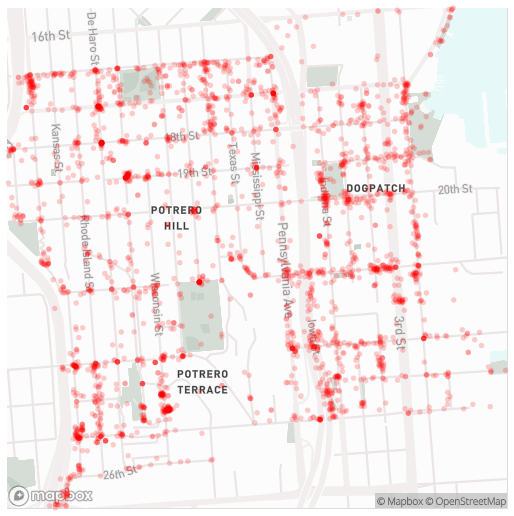 16th St
De Haro St
18th St
Kansas St
Texas St
Mississippi St
19th St
DOGPATCH
20th St
Indiana St
POTRERO
HILL
Rhode Island St
Pennsylvania Ave
Wisconsin St
Iowa St
3rd St
POTRERO
TERRACE
26th St
mapbox
© Mapbox © OpenStreetMap